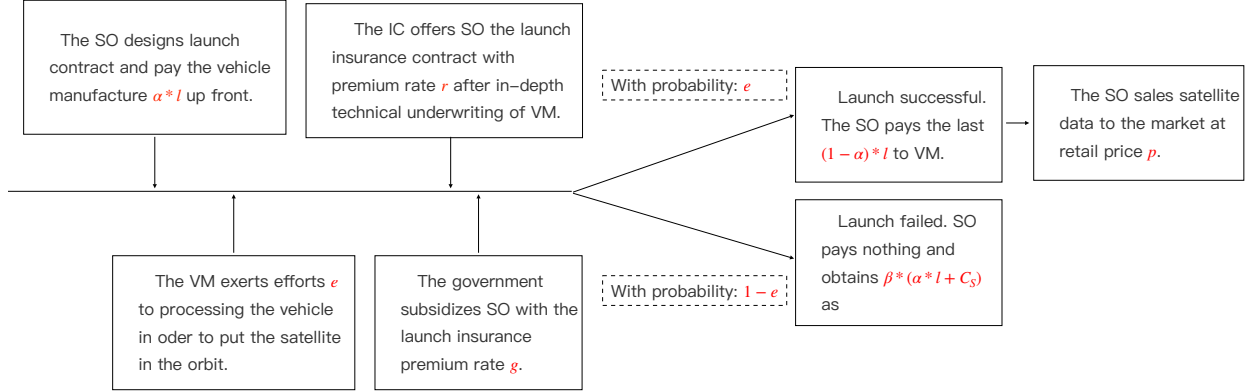 The SO designs launch
contract and pay the vehicle
manufacture α * l up front.
The IC offers SO the launch
insurance contract with
premium rate r after in-depth
technical underwriting of VM.
The VM exerts efforts e
to processing the vehicle
in oder to put the satellite
in the orbit.
The government
subsidizes SO with the
launch insurance
premium rate g.
With probability: e
Launch successful.
The SO pays the last
(1 − α) * l to VM.
The SO sales satellite
data to the market at
retail price p.
With probability: 1 − e
Launch failed. SO
pays nothing and
obtains β * (α * l + C_S)
as